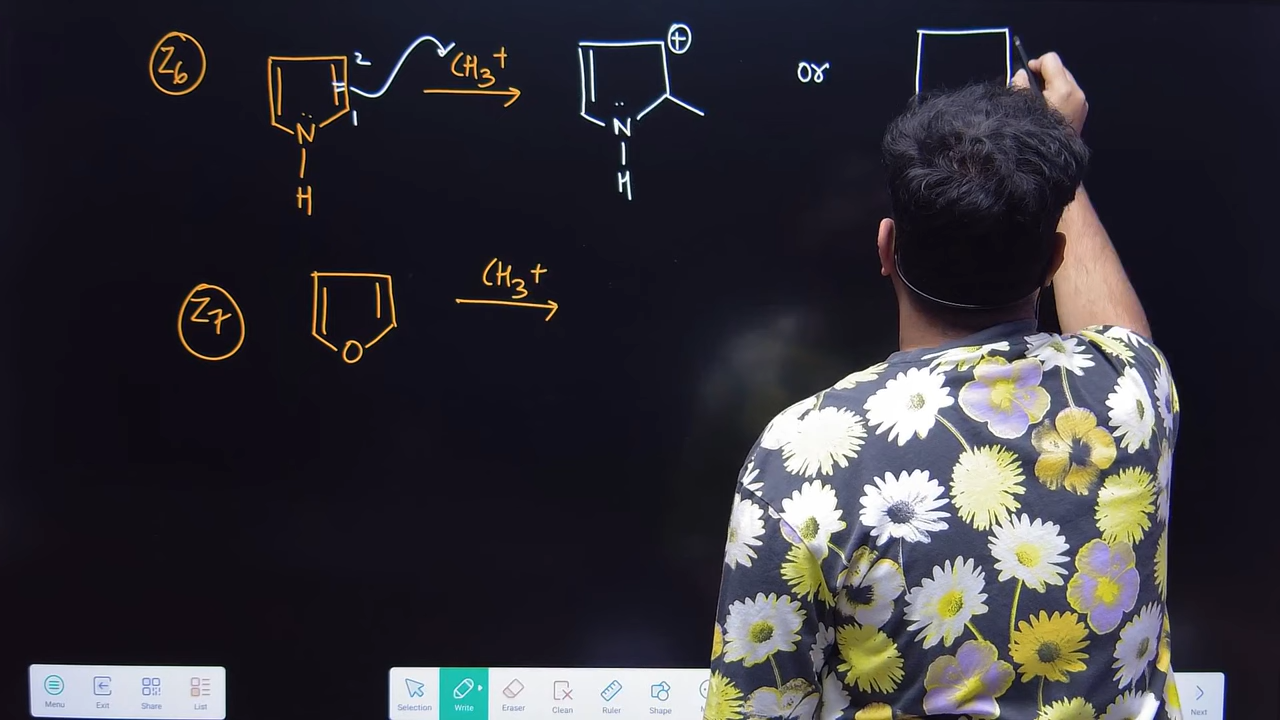 Z6
2
CH3+
⊕
or
1
N̈
N̈
H
H
Z7
CH3+
O
Menu
Exit
Share
List
Selection
Write
Eraser
Clean
Ruler
Shape
Next